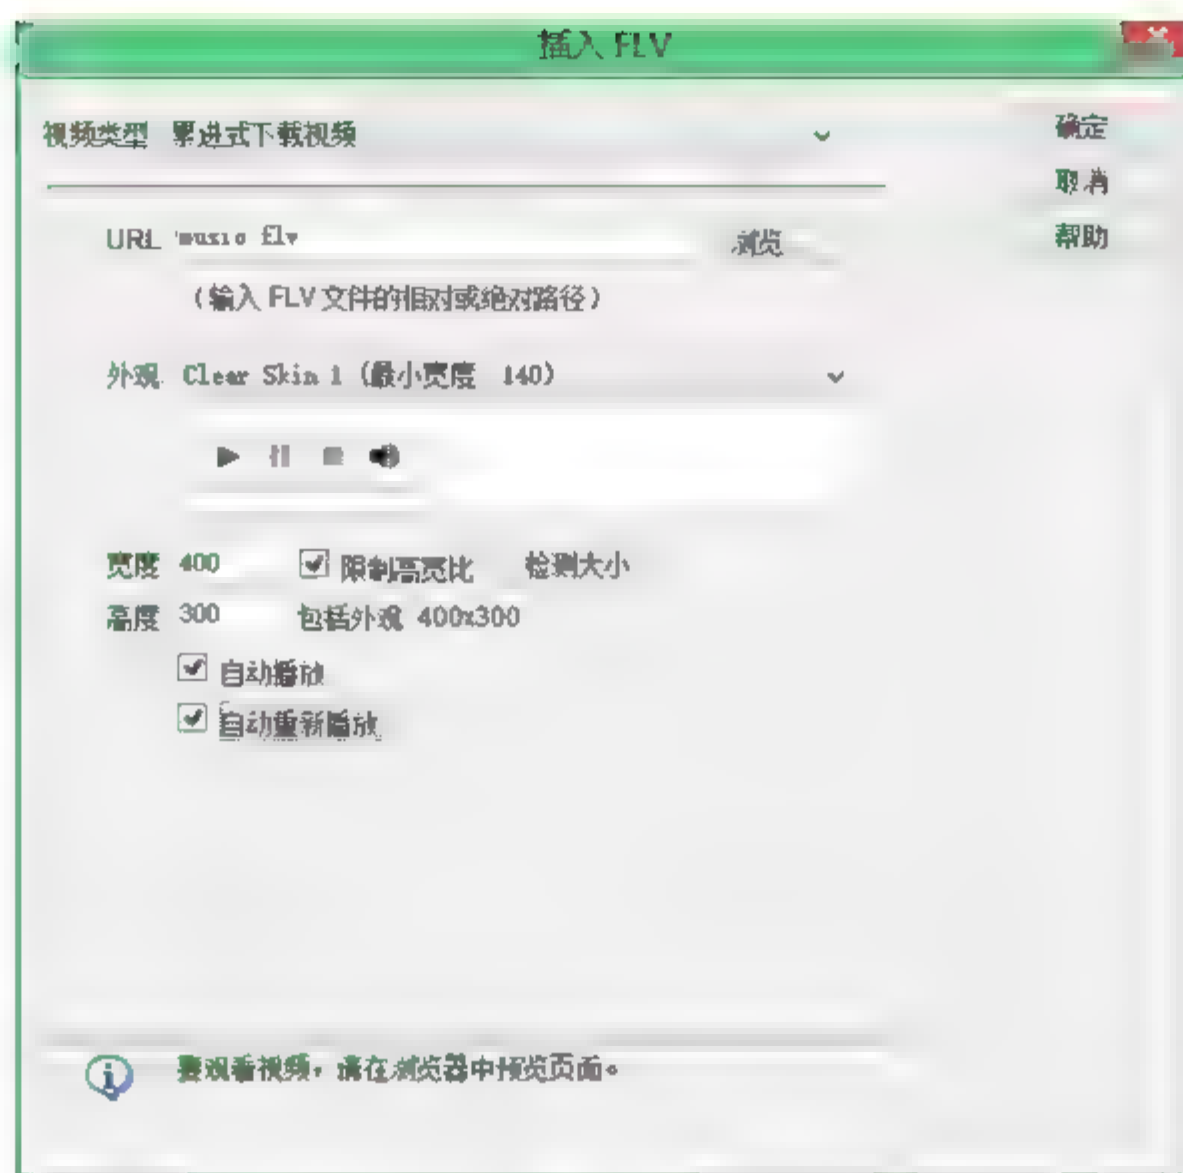 插入 FLV
视频类型 累进式下载视频
确定
取消
URL music flv 浏览
帮助
(输入 FLV 文件的相对或绝对路径)
外观 Clear Skin 1 (最小宽度 140)
宽度 400 限制高宽比 检测大小
高度 300 包括外观 400x300
自动播放
自动重新播放
要观看视频,请在浏览器中预览页面。